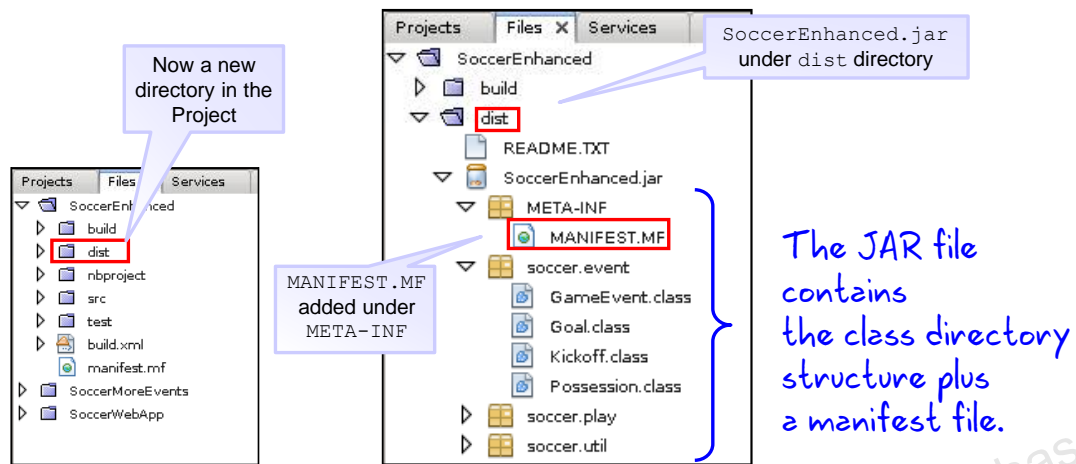 Now a new
directory in the
Project
Projects Files Services
SoccerEnhanced
build
dist
nbproject
src
test
build.xml
manifest.mf
SoccerMoreEvents
SoccerWebApp
Projects Files X Services
SoccerEnhanced
build
dist
README.TXT
SoccerEnhanced.jar
META-INF
MANIFEST.MF
soccer.event
GameEvent.class
Goal.class
Kickoff.class
Possession.class
soccer.play
soccer.util
SoccerEnhanced.jar
under dist directory
MANIFEST.MF
added under
META-INF
The JAR file
contains
the class directory
structure plus
a manifest file.